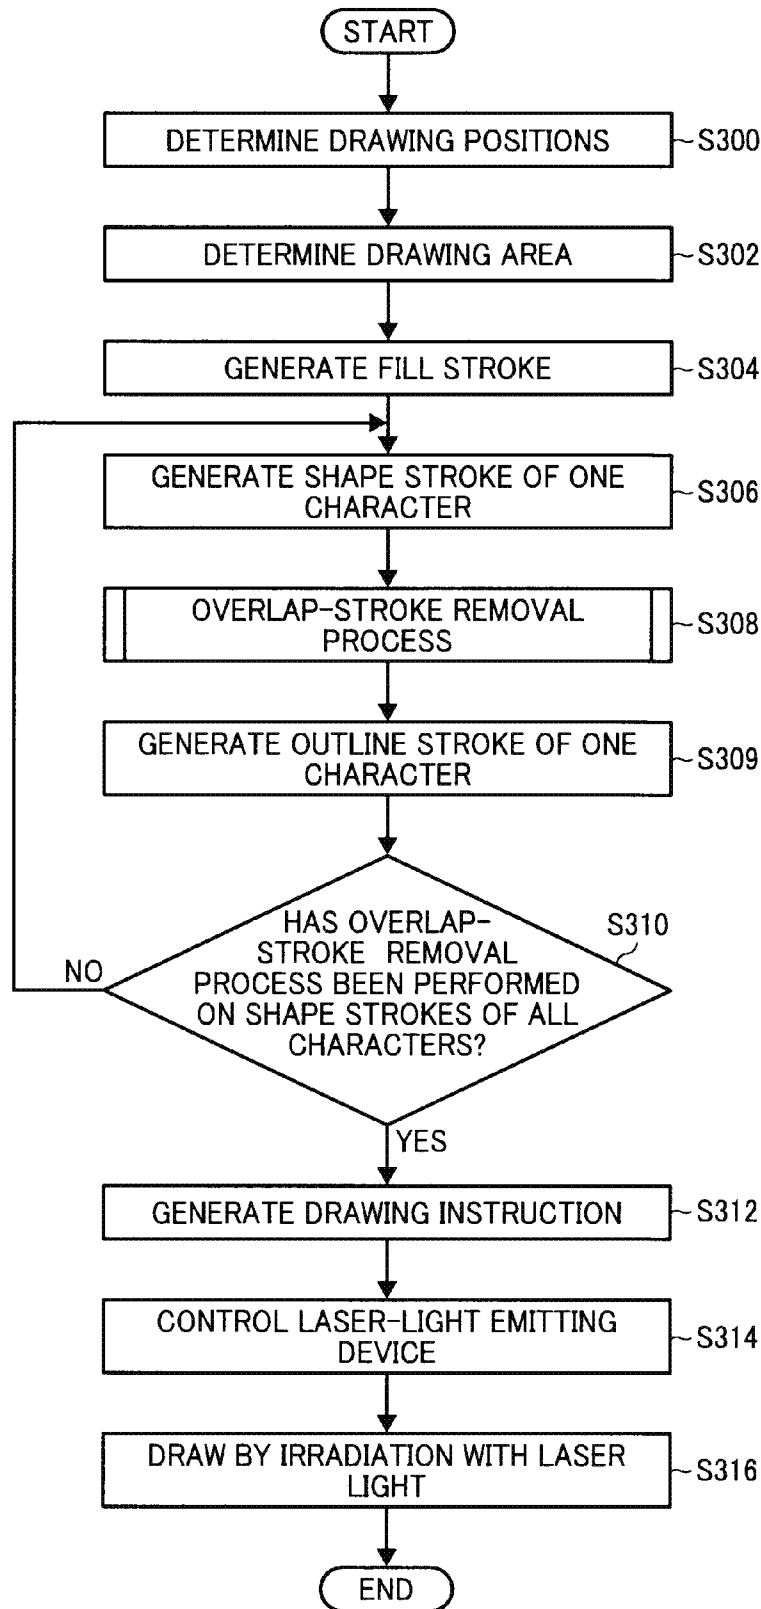 START
DETERMINE DRAWING POSITIONS
S300
DETERMINE DRAWING AREA
S302
GENERATE FILL STROKE
S304
GENERATE SHAPE STROKE OF ONE
CHARACTER
S306
OVERLAP-STROKE REMOVAL
PROCESS
S308
GENERATE OUTLINE STROKE OF ONE
CHARACTER
S309
HAS OVERLAP-
STROKE REMOVAL
PROCESS BEEN PERFORMED
ON SHAPE STROKES OF ALL
CHARACTERS?
S310
NO
YES
GENERATE DRAWING INSTRUCTION
S312
CONTROL LASER-LIGHT EMITTING
DEVICE
S314
DRAW BY IRRADIATION WITH LASER
LIGHT
S316
END